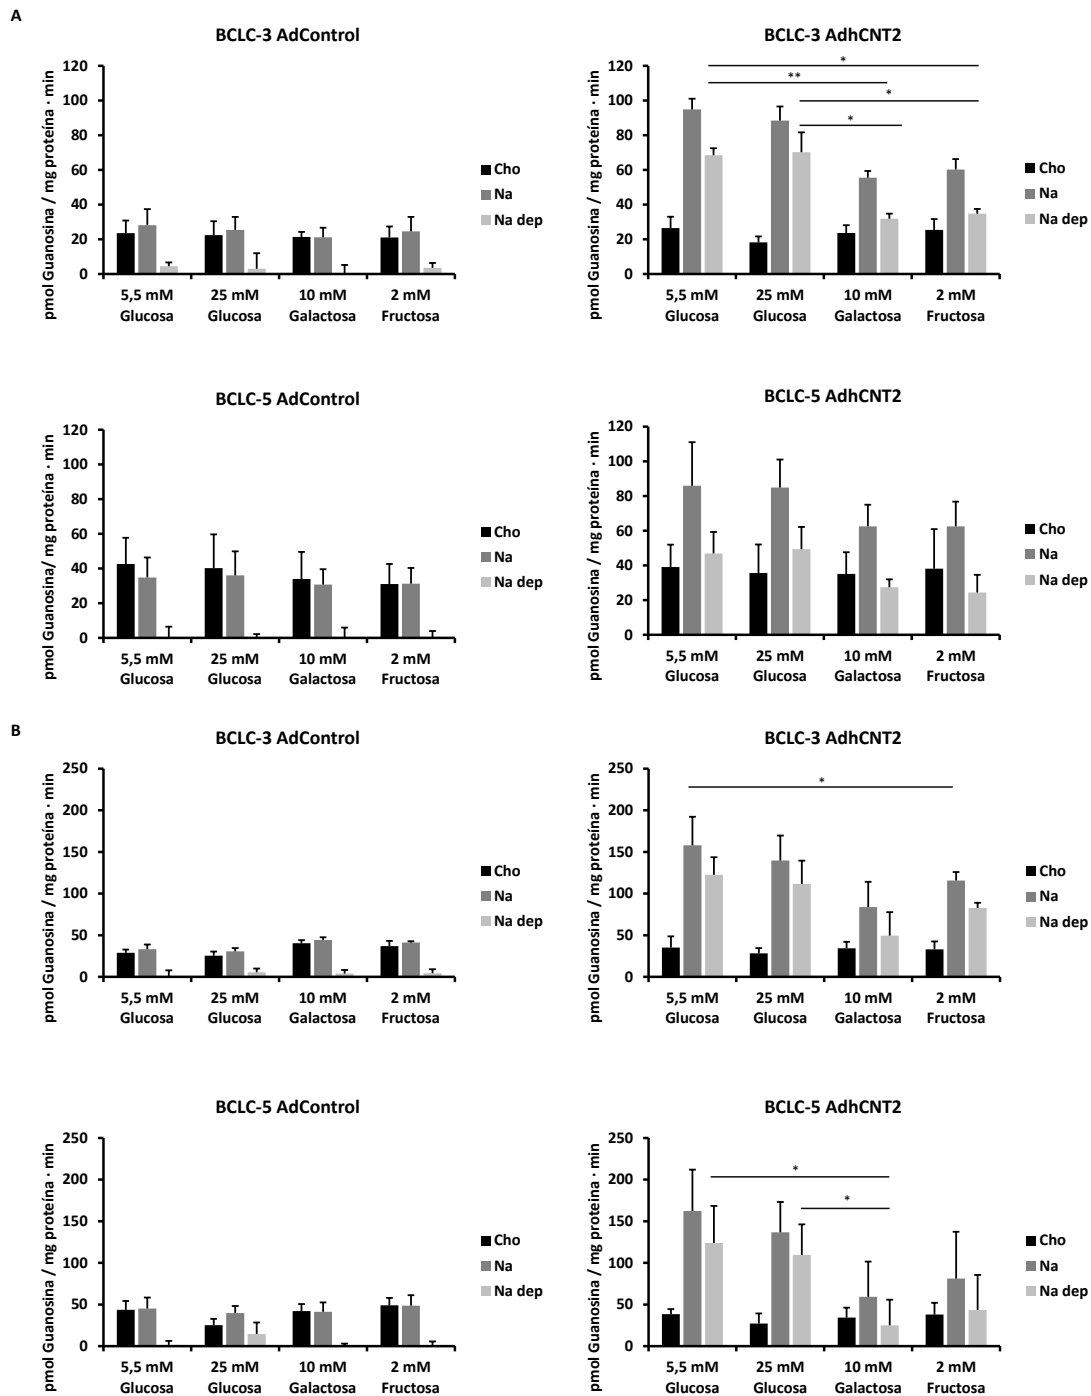 A
BCLC-3 AdControl
pmol Guanosina / mg proteína · min
120
100
80
60
40
20
0
5,5 mM
Glucosa
25 mM
Glucosa
10 mM
Galactosa
2 mM
Fructosa
Cho
Na
Na dep
BCLC-3 AdhCNT2
pmol Guanosina / mg proteína · min
120
100
80
60
40
20
0
*
**
*
*
5,5 mM
Glucosa
25 mM
Glucosa
10 mM
Galactosa
2 mM
Fructosa
Cho
Na
Na dep
BCLC-5 AdControl
pmol Guanosina/ mg proteína · min
120
100
80
60
40
20
0
5,5 mM
Glucosa
25 mM
Glucosa
10 mM
Galactosa
2 mM
Fructosa
Cho
Na
Na dep
BCLC-5 AdhCNT2
pmol Guanosina / mg proteína · min
120
100
80
60
40
20
0
5,5 mM
Glucosa
25 mM
Glucosa
10 mM
Galactosa
2 mM
Fructosa
Cho
Na
Na dep
B
BCLC-3 AdControl
pmol Guanosina / mg proteína · min
250
200
150
100
50
0
5,5 mM
Glucosa
25 mM
Glucosa
10 mM
Galactosa
2 mM
Fructosa
Cho
Na
Na dep
BCLC-3 AdhCNT2
pmol Guanosina / mg proteína · min
250
200
150
100
50
0
*
5,5 mM
Glucosa
25 mM
Glucosa
10 mM
Galactosa
2 mM
Fructosa
Cho
Na
Na dep
BCLC-5 AdControl
pmol Guanosina / mg proteína · min
250
200
150
100
50
0
5,5 mM
Glucosa
25 mM
Glucosa
10 mM
Galactosa
2 mM
Fructosa
Cho
Na
Na dep
BCLC-5 AdhCNT2
pmol Guanosina / mg proteína · min
250
200
150
100
50
0
*
*
5,5 mM
Glucosa
25 mM
Glucosa
10 mM
Galactosa
2 mM
Fructosa
Cho
Na
Na dep